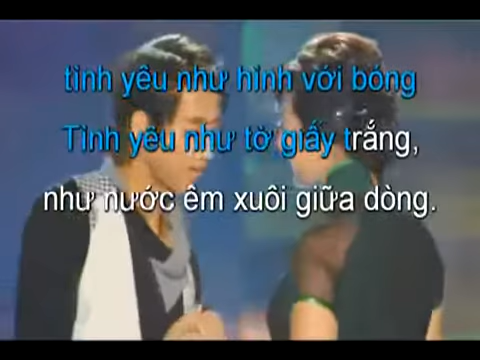 tình yêu như hình với bóng
Tình yêu như tờ giấy trắng,
như nước êm xuôi giữa dòng.